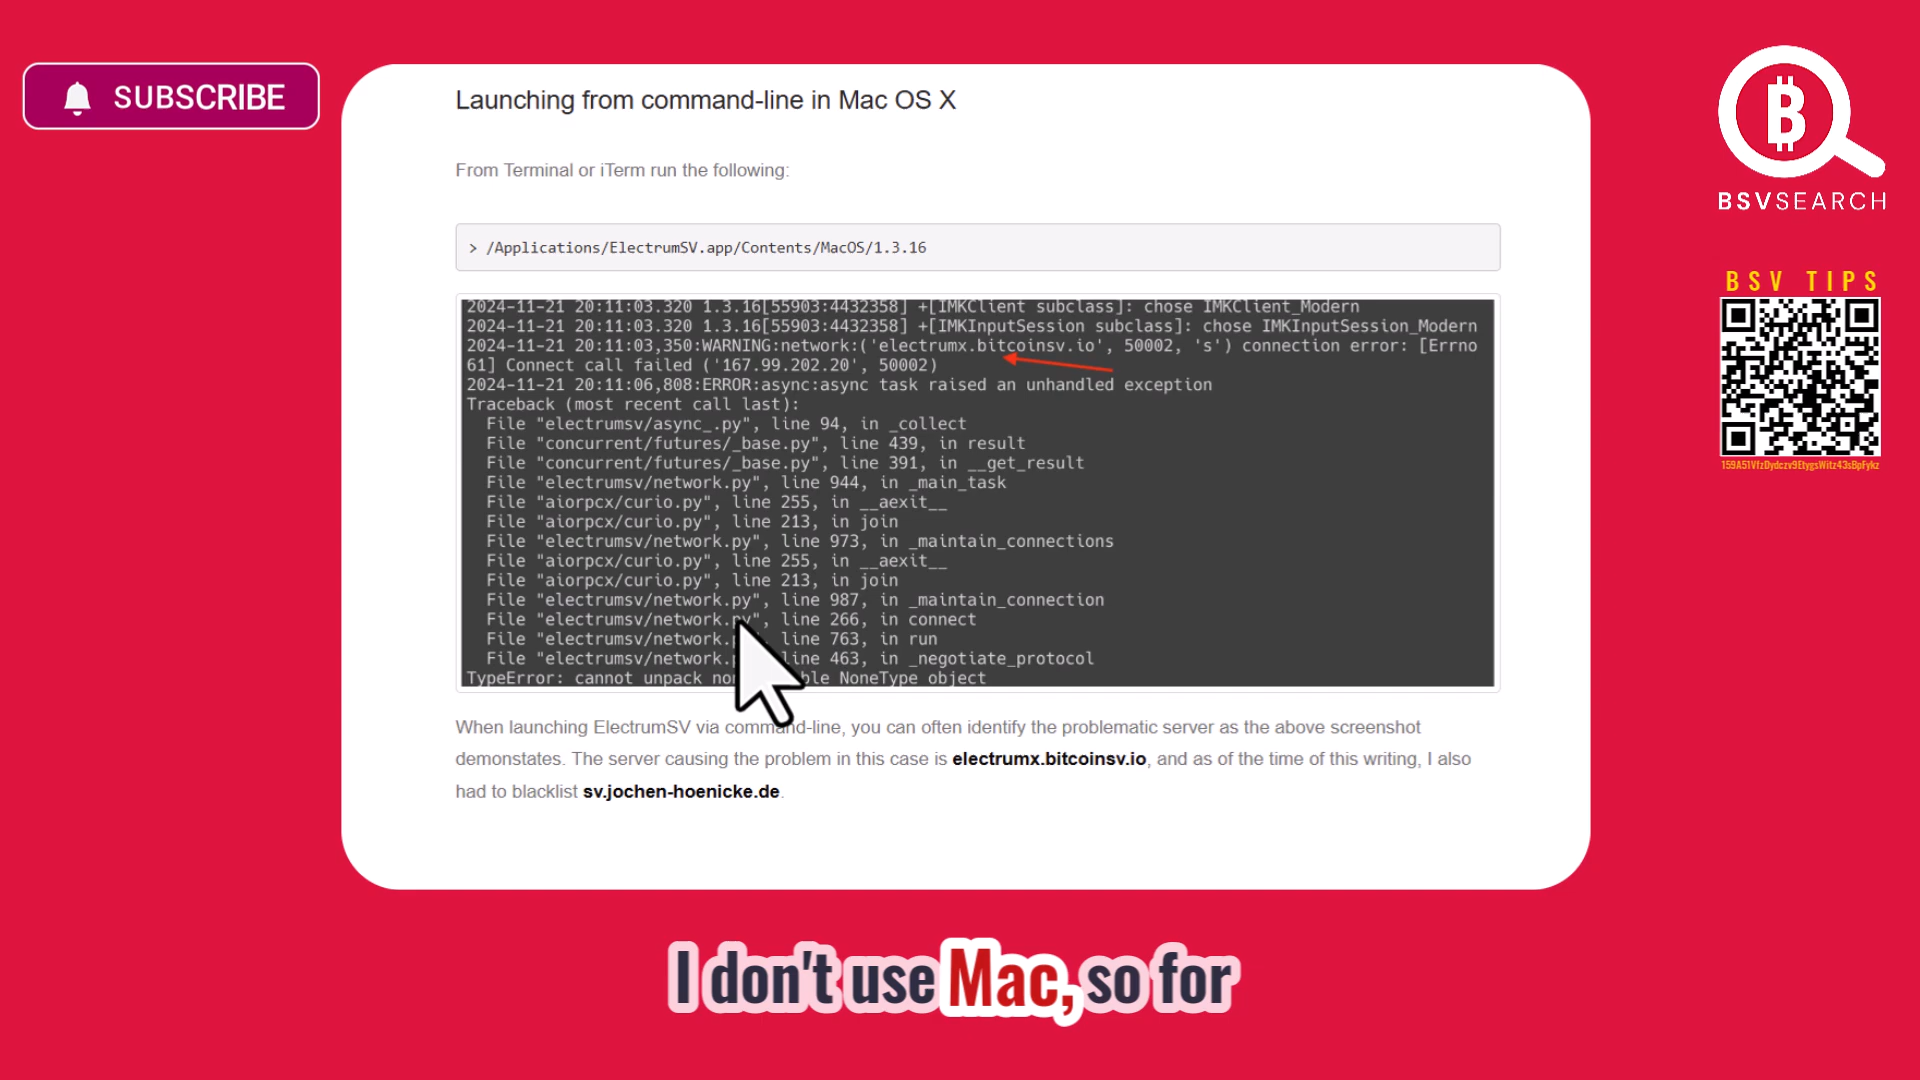 SUBSCRIBE
Launching from command-line in Mac OS X
From Terminal or iTerm run the following:
> /Applications/ElectrumSV.app/Contents/MacOS/1.3.16
2024-11-21 20:11:03.320 1.3.16[55903:4432358] +[IMKClient subclass]: chose IMKClient_Modern
2024-11-21 20:11:03.320 1.3.16[55903:4432358] +[IMKInputSession subclass]: chose IMKInputSession_Modern
2024-11-21 20:11:03,350:WARNING:network:('electrumx.bitcoinsv.io', 50002, 's') connection error: [Errno
61] Connect call failed ('167.99.202.20', 50002)
2024-11-21 20:11:06,808:ERROR:async:async task raised an unhandled exception
Traceback (most recent call last):
File "electrumsv/async_.py", line 94, in _collect
File "concurrent/futures/_base.py", line 439, in result
File "concurrent/futures/_base.py", line 391, in __get_result
File "electrumsv/network.py", line 944, in _main_task
File "aiorpcx/curio.py", line 255, in __aexit__
File "aiorpcx/curio.py", line 213, in join
File "electrumsv/network.py", line 973, in _maintain_connections
File "aiorpcx/curio.py", line 255, in __aexit__
File "aiorpcx/curio.py", line 213, in join
File "electrumsv/network.py", line 987, in _maintain_connection
File "electrumsv/network.py", line 266, in connect
File "electrumsv/network. line 763, in run
File "electrumsv/network. line 463, in _negotiate_protocol
TypeError: cannot unpack NoneType object
When launching ElectrumSV via command-line, you can often identify the problematic server as the above screenshot
demonstates. The server causing the problem in this case is electrumx.bitcoinsv.io, and as of the time of this writing, I also
had to blacklist sv.jochen-hoenicke.de.
I don't use Mac, so for
BSVSEARCH
BSV TIPS